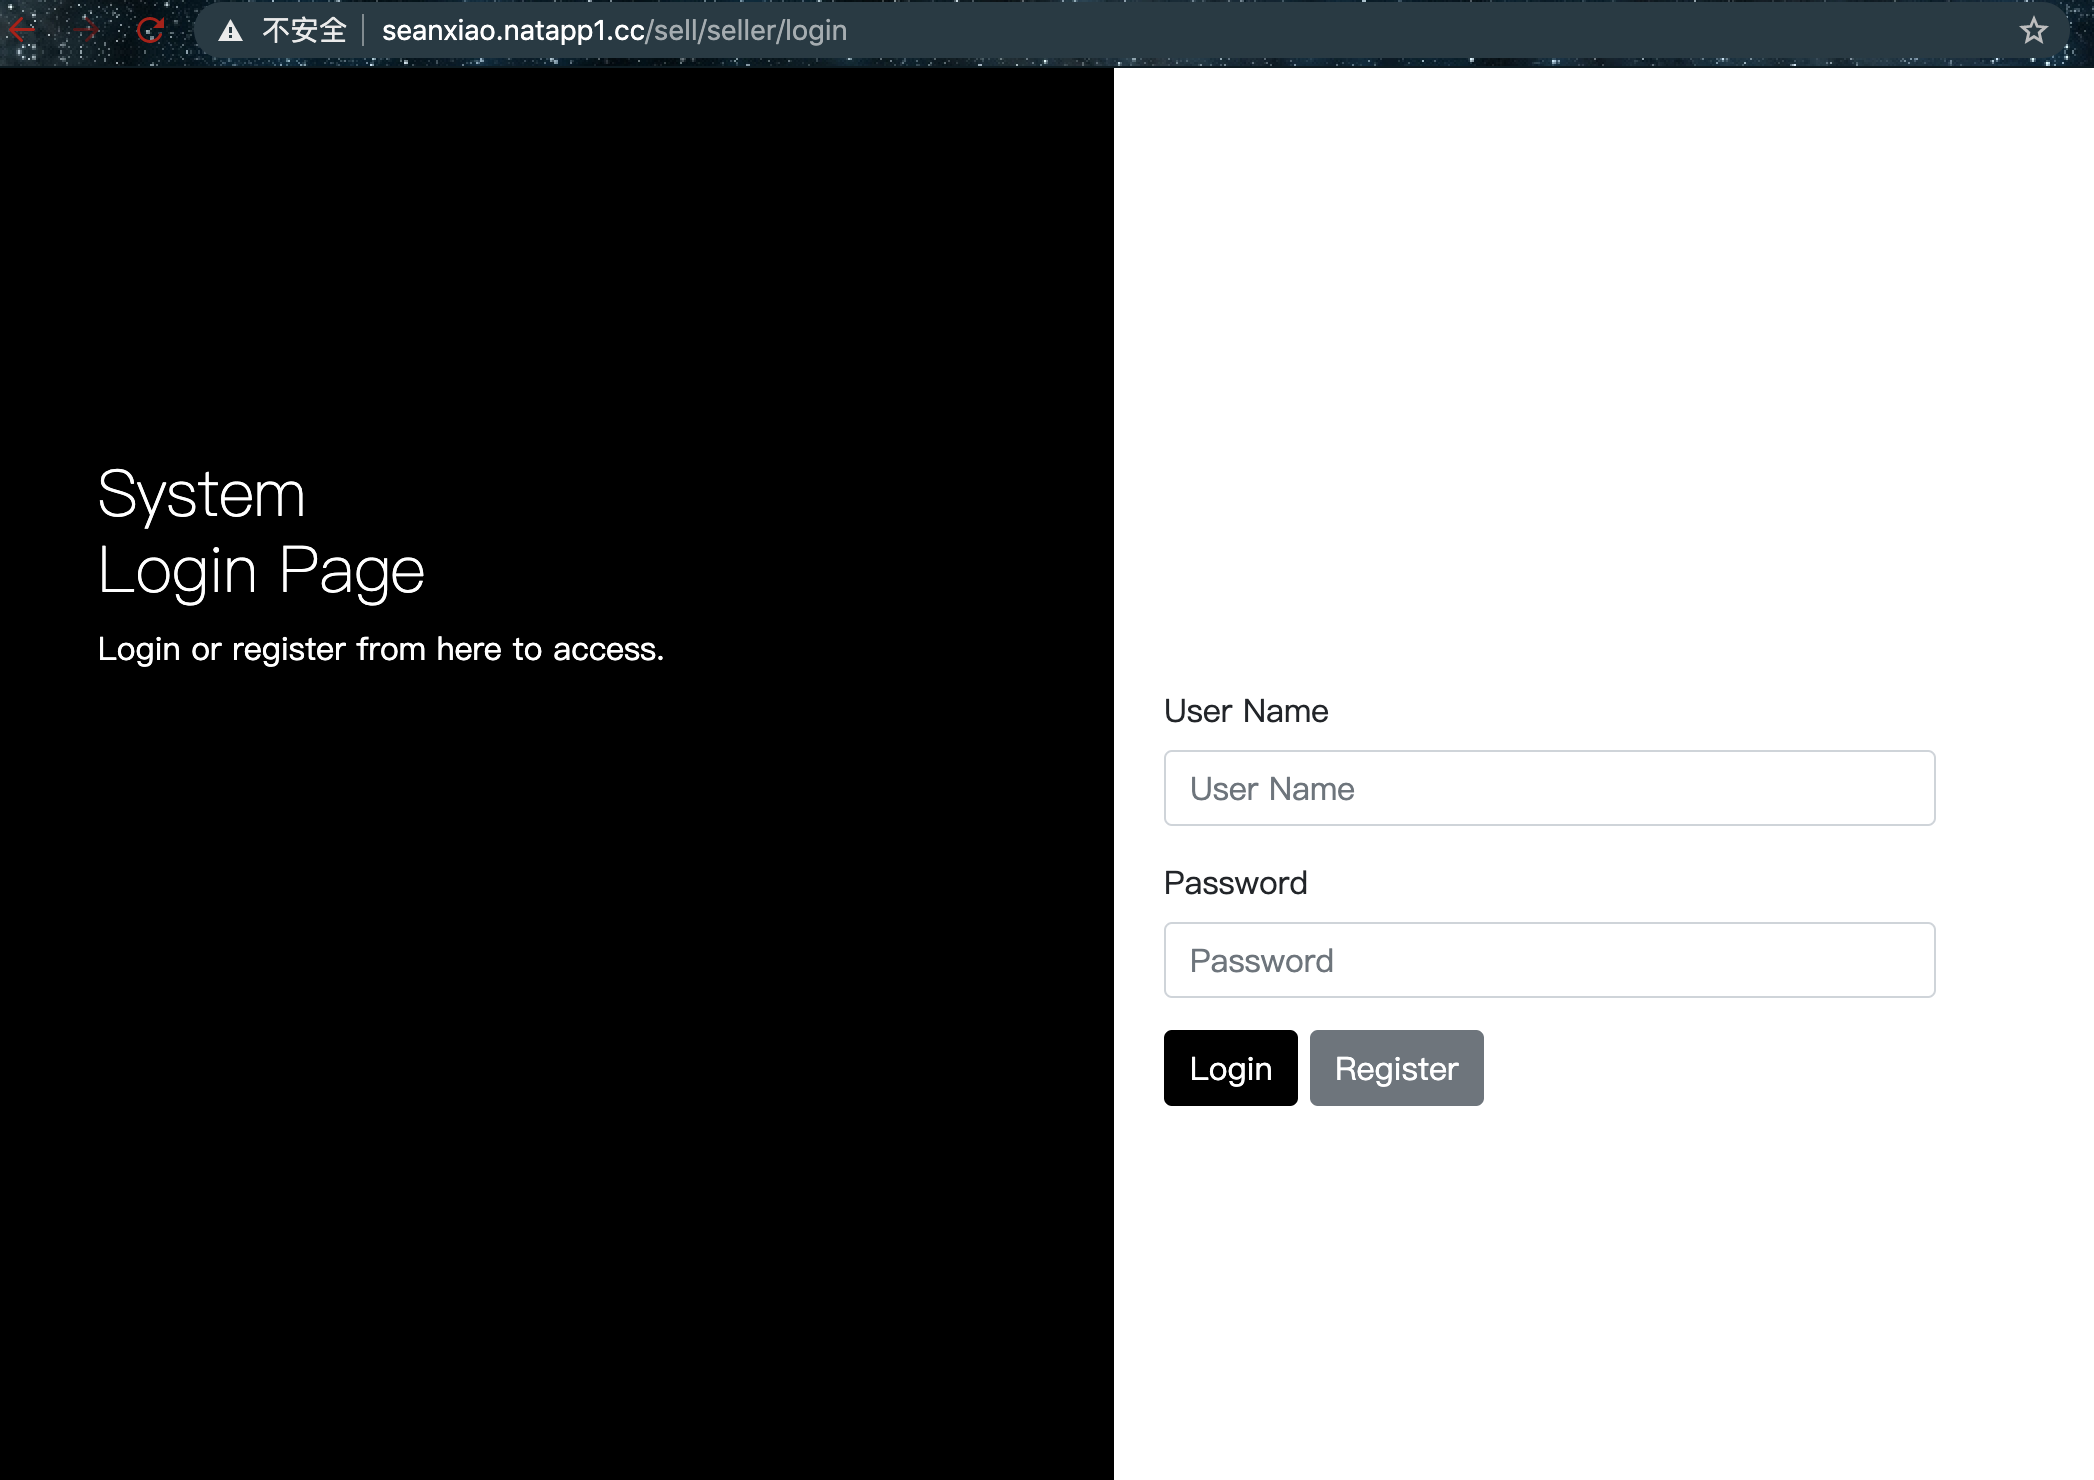 不安全 seanxiao.natapp1.cc/sell/seller/login
System
Login Page
Login or register from here to access.
User Name
User Name
Password
Password
Login Register